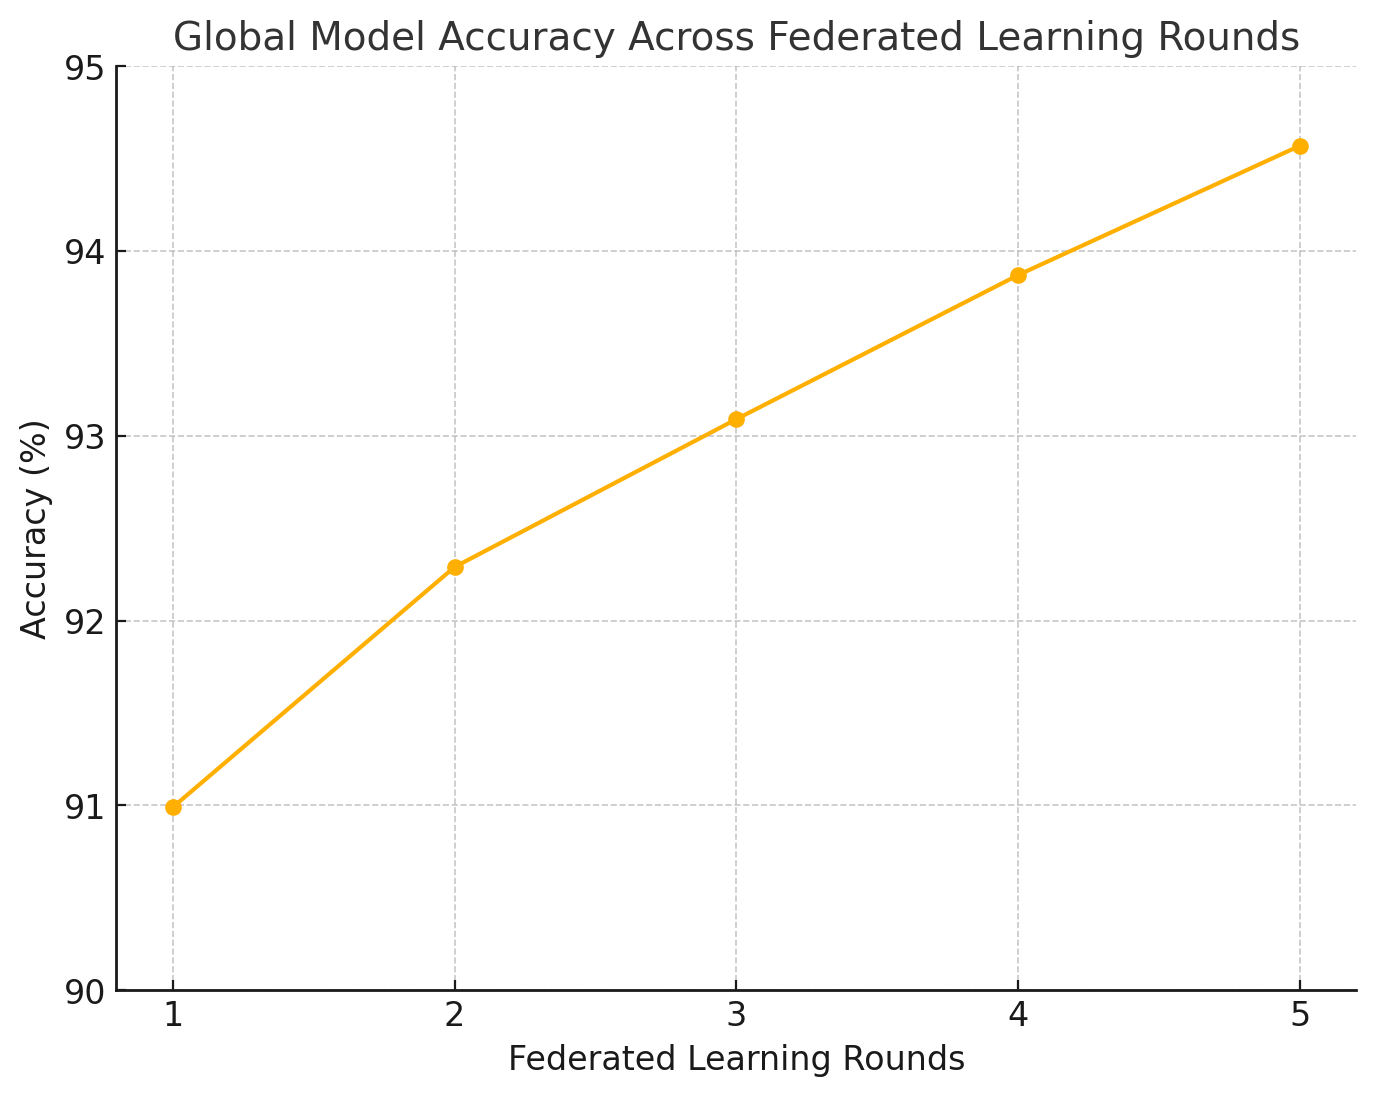 Global Model Accuracy Across Federated Learning Rounds
95
94
93
92
91
90
Accuracy (%)
1 2 3 4 5
Federated Learning Rounds